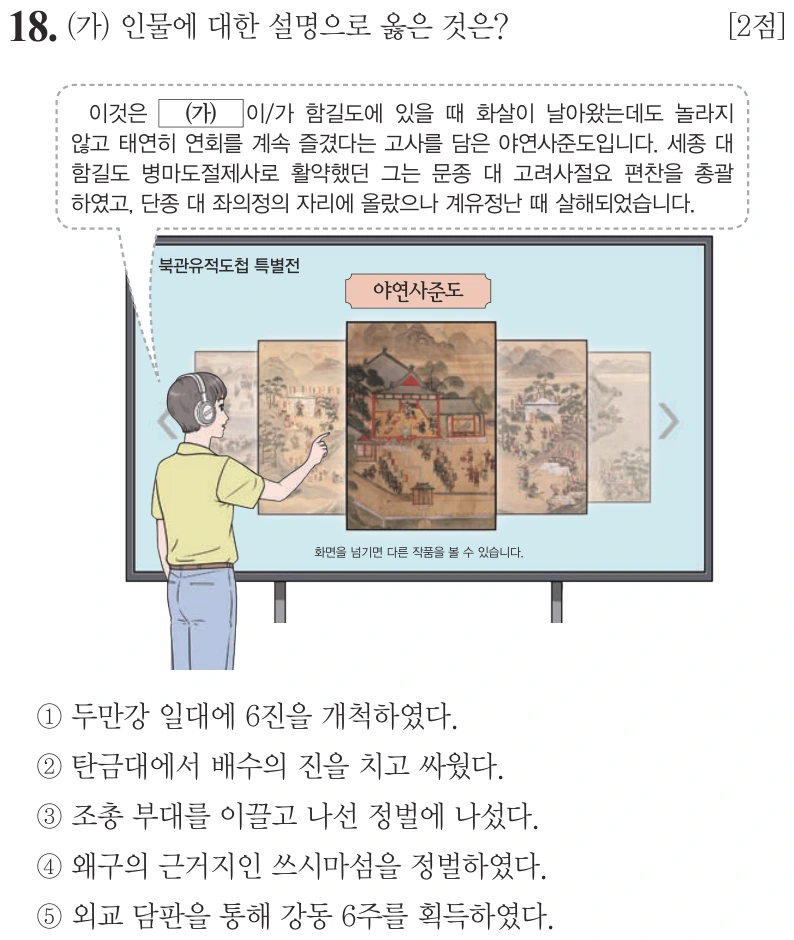 18. (가) 인물에 대한 설명으로 옳은 것은? [2점]
이것은 (가) 이/가 함길도에 있을 때 화살이 날아왔는데도 놀라지
않고 태연히 연회를 계속 즐겼다는 고사를 담은 야연사준도입니다. 세종 대
함길도 병마도절제사로 활약했던 그는 문종 대 고려사절요 편찬을 총괄
하였고, 단종 대 좌의정의 자리에 올랐으나 계유정난 때 살해되었습니다.
북관유적도첩 특별전
야연사준도
화면을 넘기면 다른 작품을 볼 수 있습니다.
① 두만강 일대에 6진을 개척하였다.
② 탄금대에서 배수의 진을 치고 싸웠다.
③ 조총 부대를 이끌고 나선 정벌에 나섰다.
④ 왜구의 근거지인 쓰시마섬을 정벌하였다.
⑤ 외교 담판을 통해 강동 6주를 획득하였다.